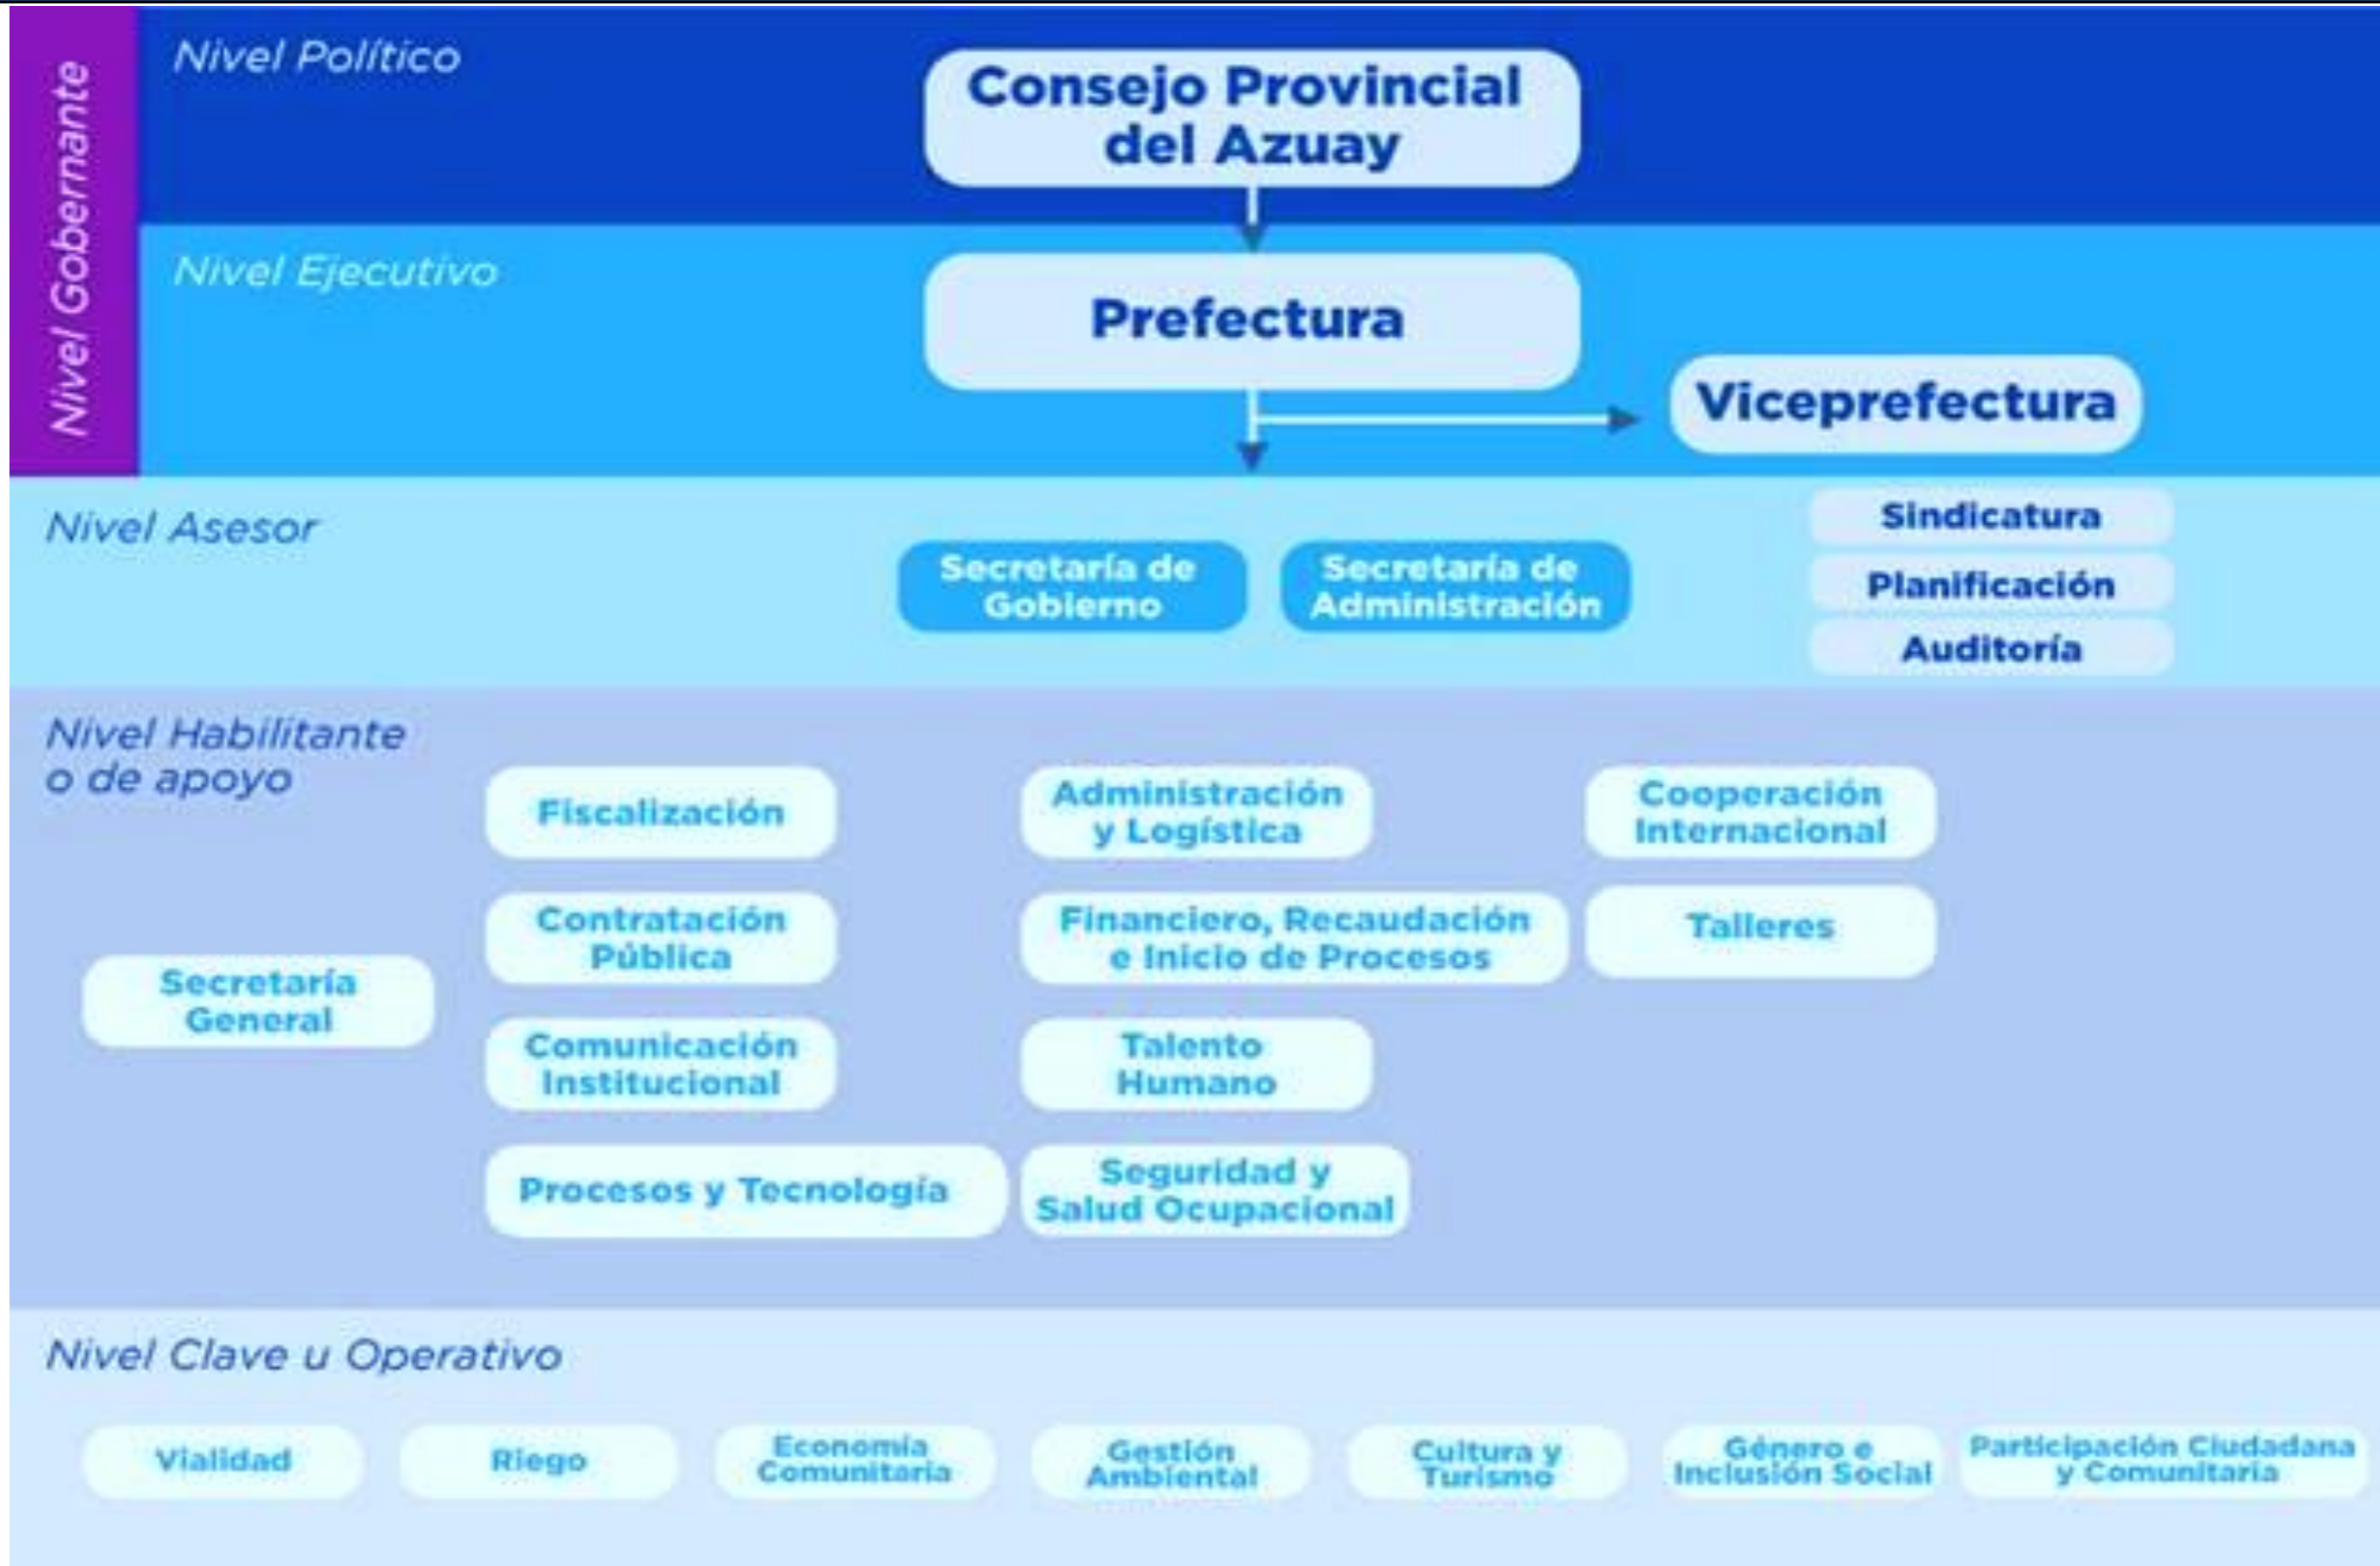 Nivel Gobernante
Nivel Político
Consejo Provincial
del Azuay
Nivel Ejecutivo
Prefectura
Viceprefectura
Nivel Asesor
Secretaría de
Gobierno
Secretaría de
Administración
Sindicatura
Planificación
Auditoría
Nivel Habilitante
o de apoyo
Secretaría
General
Fiscalización
Contratación
Pública
Comunicación
Institucional
Procesos y Tecnología
Administración
y Logística
Financiero, Recaudación
e Inicio de Procesos
Talento
Humano
Seguridad y
Salud Ocupacional
Cooperación
Internacional
Talleres
Nivel Clave u Operativo
Vialidad
Riego
Economía
Comunitaria
Gestión
Ambiental
Cultura y
Turismo
Género e
Inclusión Social
Participación Ciudadana
y Comunitaria